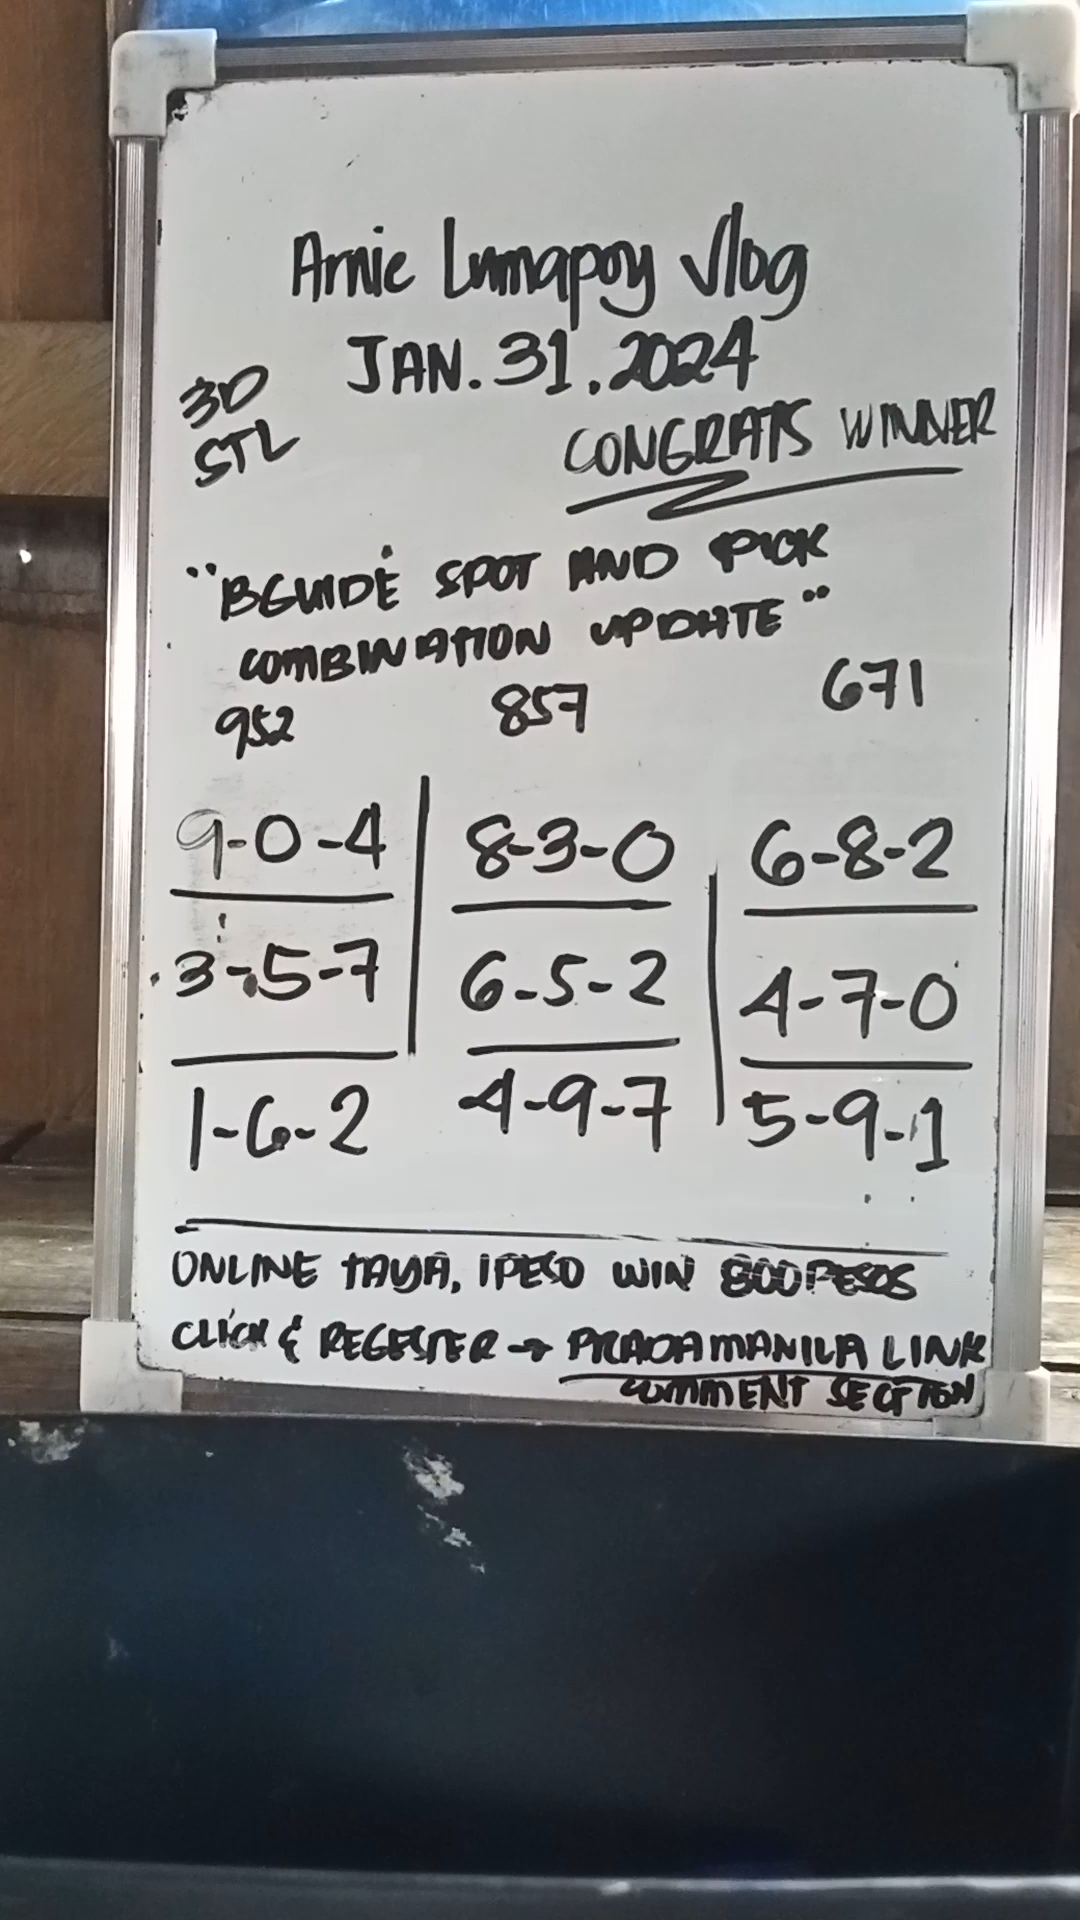 Arnie Lumapoy Vlog
JAN. 31. 2024
3D
STL
CONGRATS WINNER
"BGUIDE SPOT AND PICK
COMBINATION UPDATE"
952 857 671
9-0-4 8-3-0 6-8-2
3-5-7 6-5-2 4-7-0
1-6-2 4-9-7 5-9-1
ONLINE TAYA, 1PESO WIN 800PESOS
CLICK & REGESTER → PRADAMANILA LINK
COMMENT SECTION